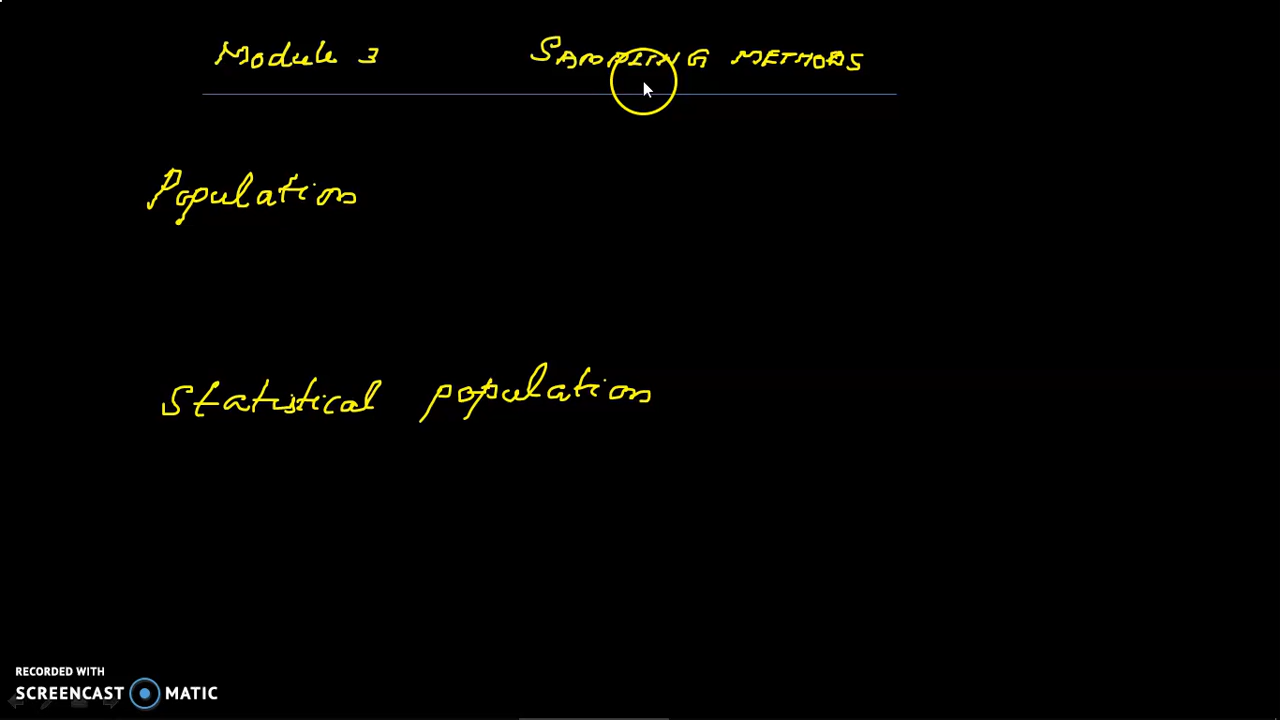 Module 3 SAMPLING METHODS
Population
Statistical population
RECORDED WITH
SCREENCAST MATIC